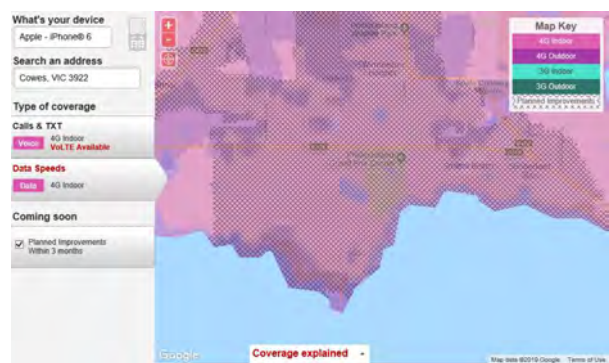 What's your device
Apple - iPhone® 6
Search an address
Cowes, VIC 3922
Type of coverage
Calls & TXT
Voice
4G Indoor
VoLTE Available
Data Speeds
Data
4G Indoor
Coming soon
Planned Improvements
Within 3 months
+
-
Map Key
4G Indoor
4G Outdoor
3G Indoor
3G Outdoor
Planned Improvements
Google
Coverage explained
Map data ©2019 Google
Terms of Use